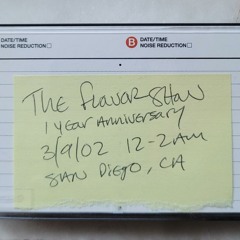 DATE/TIME
NOISE REDUCTION
B DATE/TIME
NOISE REDUCTION
THE FLAVOR SHOW
1 YEAR ANNIVERSARY
3/9/02 12-2AM
SAN DIEGO, CA